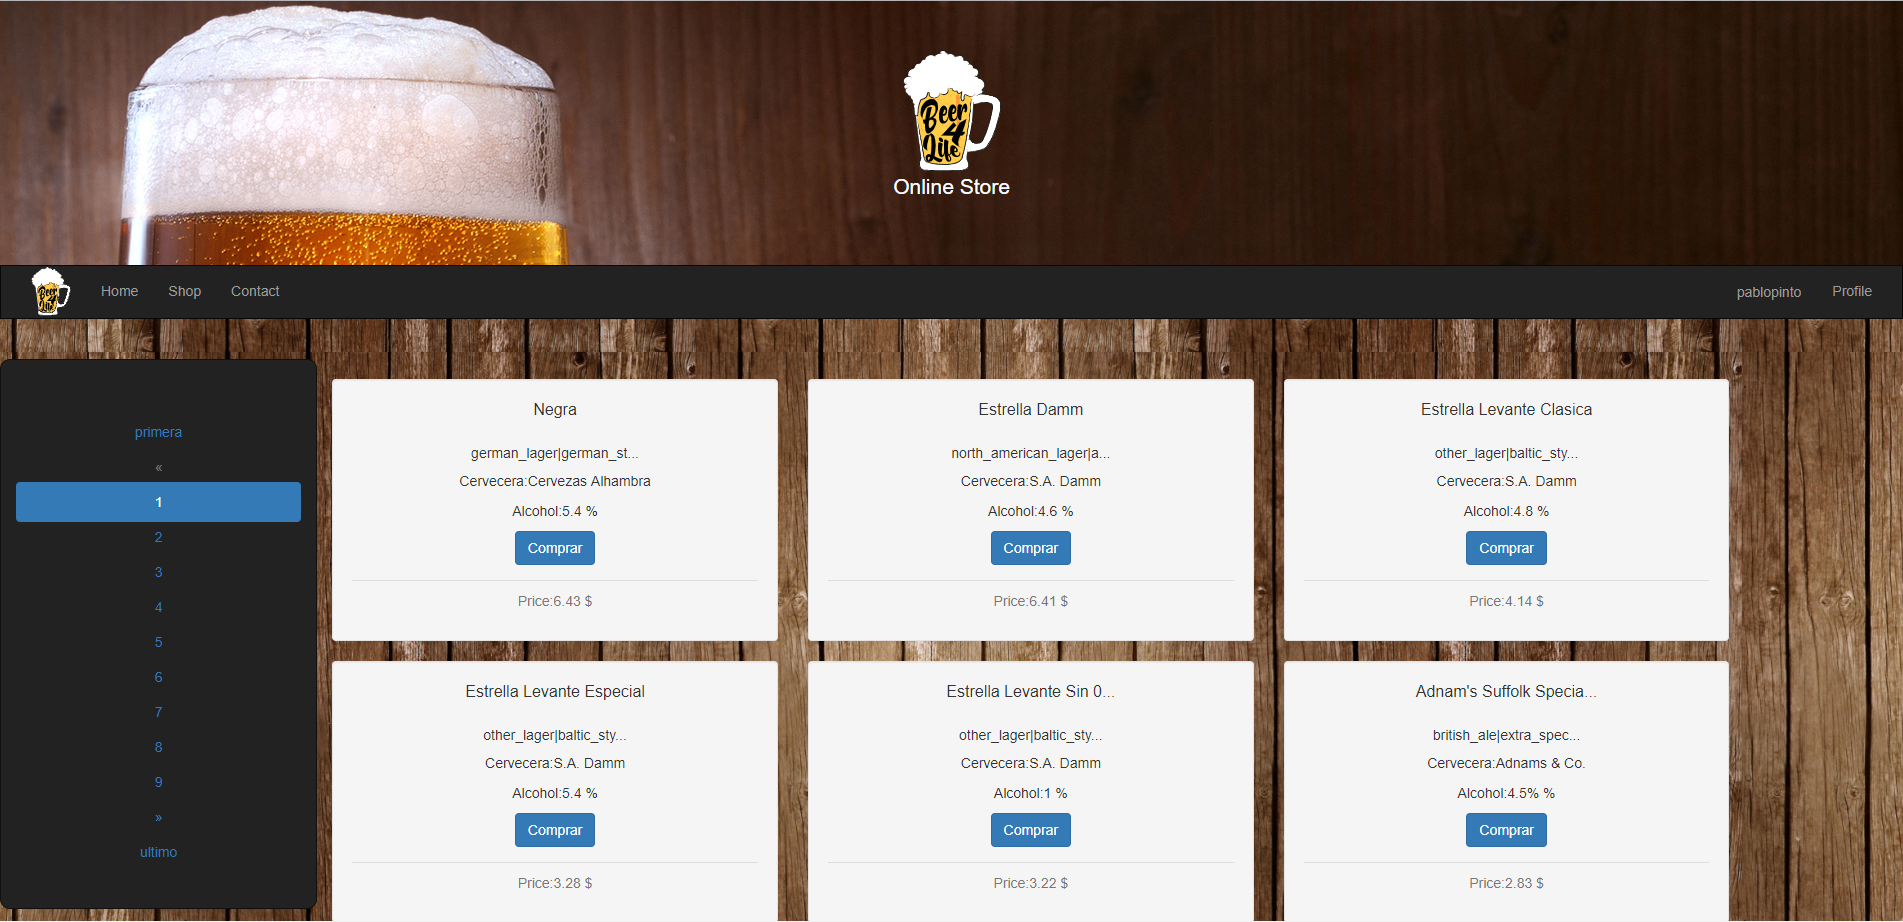 Beer
4
Life
Online Store
Beer
4
Life
Home Shop Contact pablopinto Profile
primera
«
1
2
3
4
5
6
7
8
9
»
ultimo
Negra
german_lager|german_st...
Cervecera:Cervezas Alhambra
Alcohol:5.4 %
Comprar
Price:6.43 $
Estrella Damm
north_american_lager|a...
Cervecera:S.A. Damm
Alcohol:4.6 %
Comprar
Price:6.41 $
Estrella Levante Clasica
other_lager|baltic_sty...
Cervecera:S.A. Damm
Alcohol:4.8 %
Comprar
Price:4.14 $
Estrella Levante Especial
other_lager|baltic_sty...
Cervecera:S.A. Damm
Alcohol:5.4 %
Comprar
Price:3.28 $
Estrella Levante Sin 0...
other_lager|baltic_sty...
Cervecera:S.A. Damm
Alcohol:1 %
Comprar
Price:3.22 $
Adnam's Suffolk Specia...
british_ale|extra_spec...
Cervecera:Adnams & Co.
Alcohol:4.5% %
Comprar
Price:2.83 $